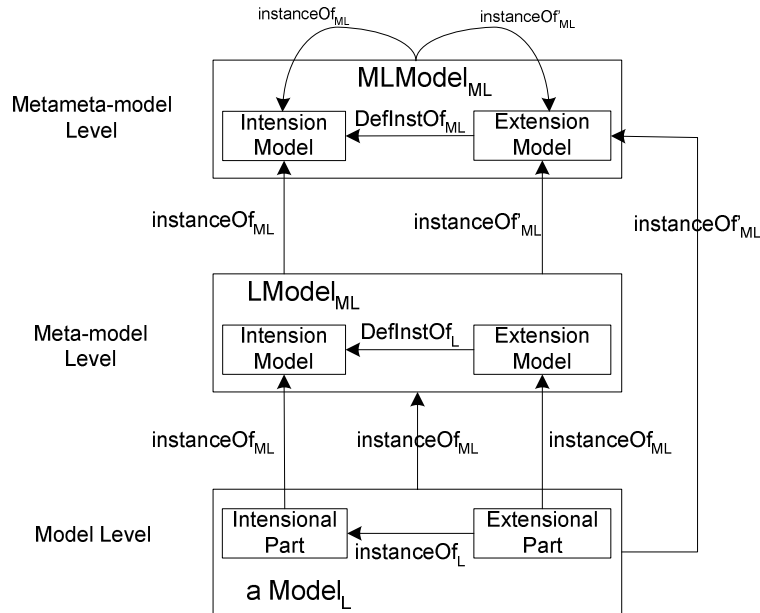 instanceOfML
instanceOf'ML
MLModelML
Metameta-model
Level
Intension
Model
DefInstOfML
Extension
Model
instanceOfML
instanceOf'ML
instanceOf'ML
LModelML
Meta-model
Level
Intension
Model
DefInstOfL
Extension
Model
instanceOfML
instanceOfML
instanceOfML
Model Level
Intensional
Part
instanceOfL
Extensional
Part
a ModelL